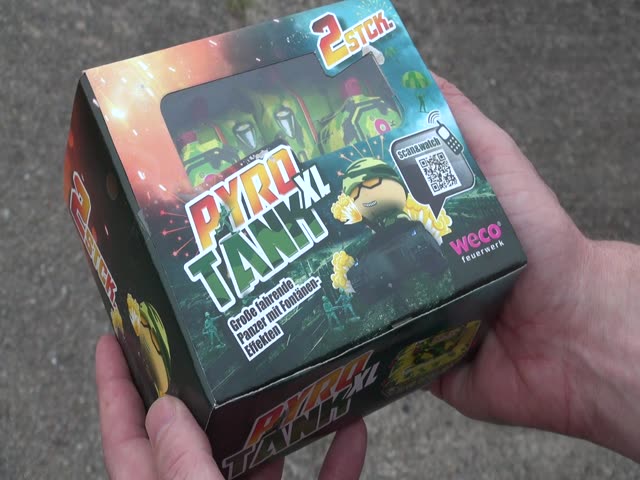 2 STCK.
Scan&watch
PYRO
TANK XL
weco
feuerwerk
Große fahrende
Panzer mit Fontänen-
Effekten
2 STCK.
PYRO
TANK XL